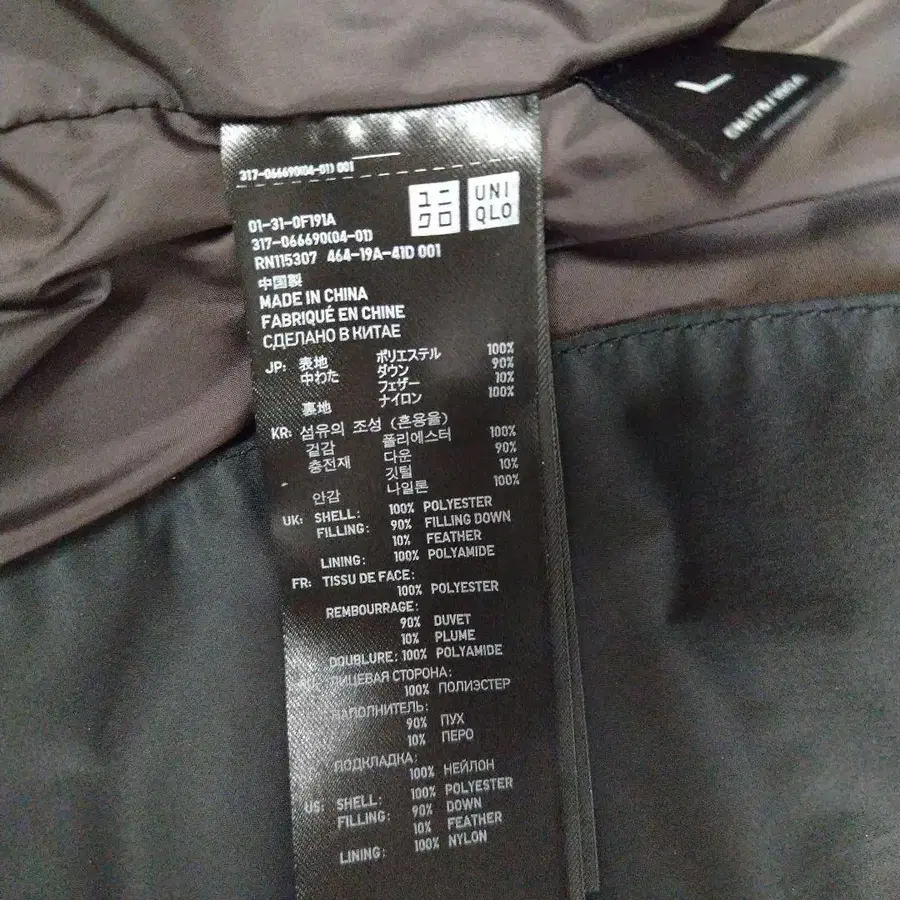 L
317-066690(04-01) 001
ユニ
クロ
UNI
QLO
01-31-0F191A
317-066690(04-01)
RN115307 464-19A-41D 001
中国製
MADE IN CHINA
FABRIQUÉ EN CHINE
СДЕЛАНО В КИТАЕ
JP: 表地 ポリエステル 100%
中わた ダウン 90%
フェザー 10%
裏地 ナイロン 100%
KR: 섬유의 조성 (혼용율)
겉감 폴리에스터 100%
충전재 다운 90%
깃털 10%
안감 나일론 100%
UK: SHELL: 100% POLYESTER
FILLING: 90% FILLING DOWN
10% FEATHER
LINING: 100% POLYAMIDE
FR: TISSU DE FACE:
100% POLYESTER
REMBOURRAGE:
90% DUVET
10% PLUME
DOUBLURE: 100% POLYAMIDE
ЛИЦЕВАЯ СТОРОНА:
100% ПОЛИЭСТЕР
НАПОЛНИТЕЛЬ:
90% ПУХ
10% ПЕРО
ПОДКЛАДКА:
100% НЕЙЛОН
US: SHELL: 100% POLYESTER
FILLING: 90% DOWN
10% FEATHER
LINING: 100% NYLON